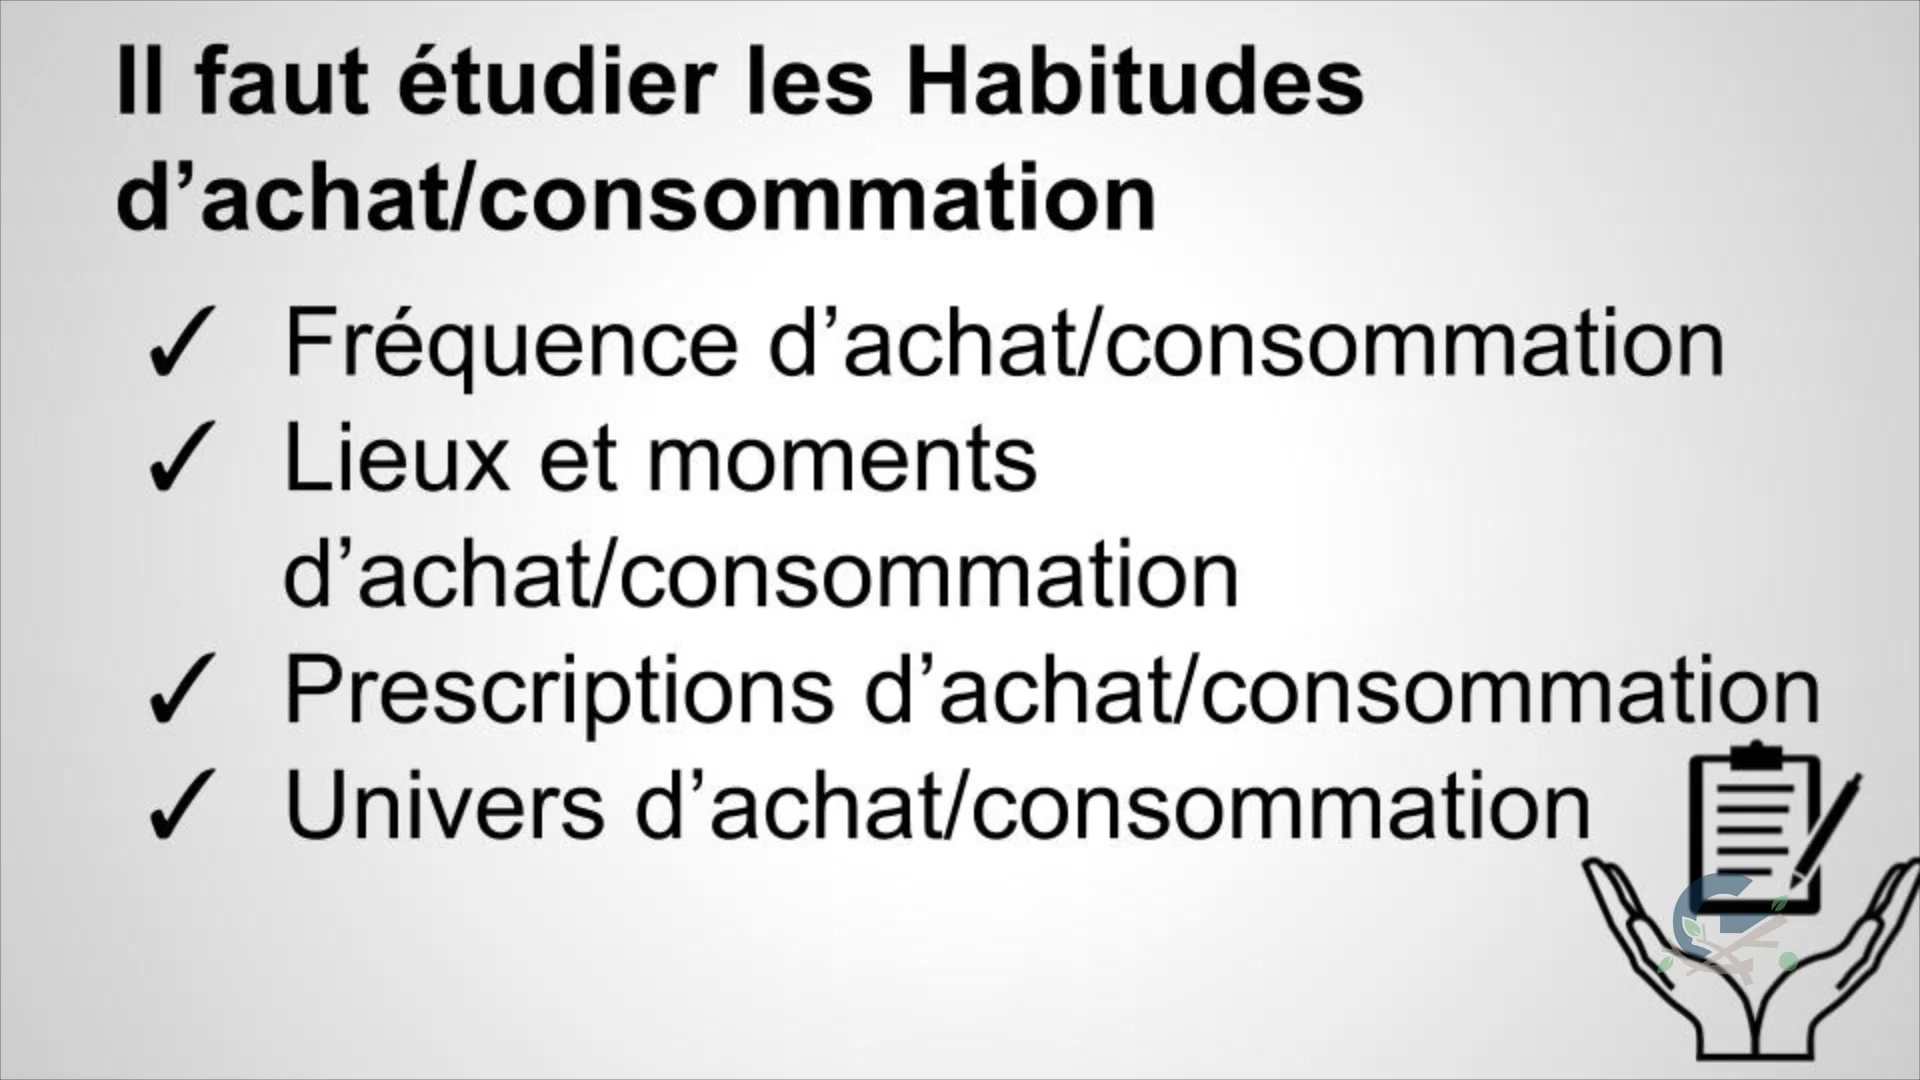 Il faut étudier les Habitudes
d’achat/consommation
✓ Fréquence d’achat/consommation
✓ Lieux et moments
d’achat/consommation
✓ Prescriptions d’achat/consommation
✓ Univers d’achat/consommation